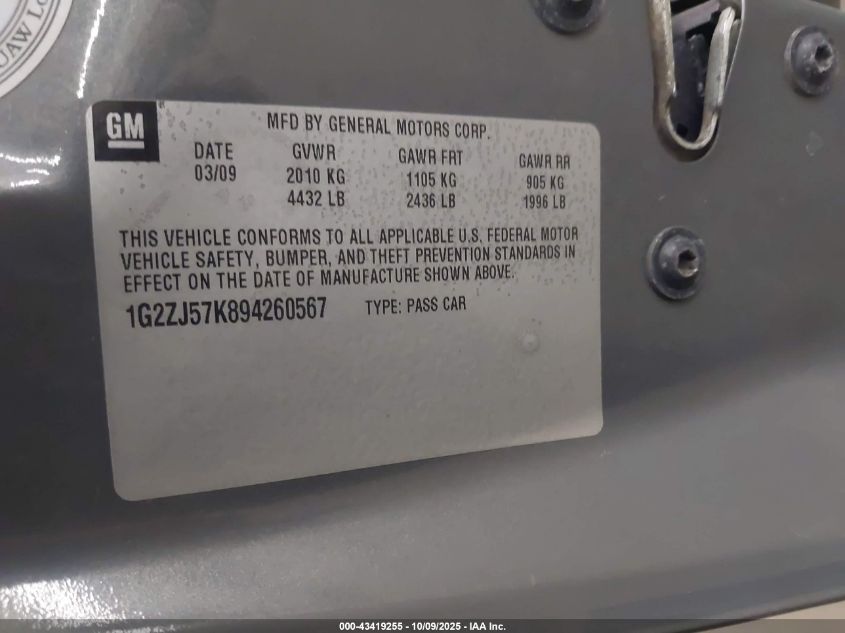 UAW Lo
GM
MFD BY GENERAL MOTORS CORP.
DATE GVWR GAWR FRT GAWR RR
03/09 2010 KG 1105 KG 905 KG
4432 LB 2436 LB 1996 LB
THIS VEHICLE CONFORMS TO ALL APPLICABLE U.S. FEDERAL MOTOR
VEHICLE SAFETY, BUMPER, AND THEFT PREVENTION STANDARDS IN
EFFECT ON THE DATE OF MANUFACTURE SHOWN ABOVE.
1G2ZJ57K894260567 TYPE: PASS CAR
000-43419255 - 10/09/2025 - IAA Inc.